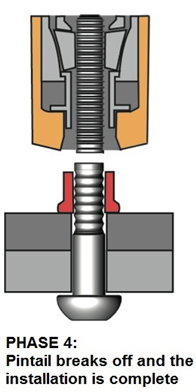 PHASE 4:
Pintail breaks off and the
installation is complete